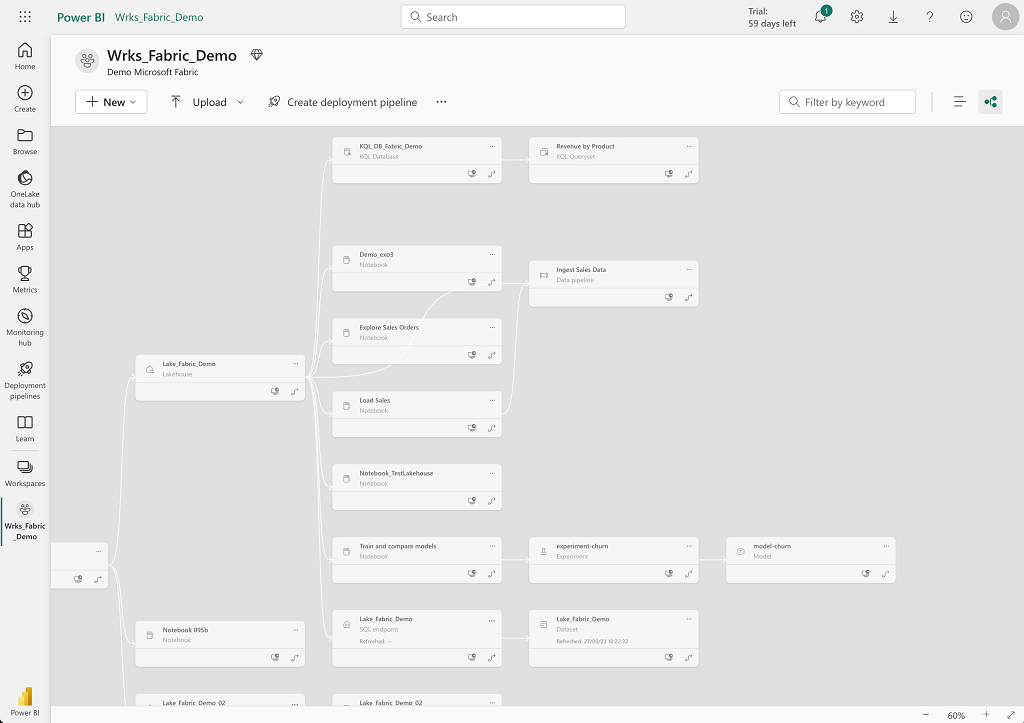 Power BI Wrks_Fabric_Demo
Search
Trial:
59 days left
1
Home
Create
Browse
OneLake
data hub
Apps
Metrics
Monitoring
hub
Deployment
pipelines
Learn
Workspaces
Wrks_Fabric
_Demo
Power BI
Wrks_Fabric_Demo
Demo Microsoft Fabric
New
Upload
Create deployment pipeline
Filter by keyword
KQL_DB_Fabric_Demo
KQL Database
Revenue by Product
KQL Queryset
Demo_exo3
Notebook
Ingest Sales Data
Data pipeline
Explore Sales Orders
Notebook
Lake_Fabric_Demo
Lakehouse
Load Sales
Notebook
Notebook_TestLakehouse
Notebook
Train and compare models
Notebook
experiment-churn
Experiment
model-churn
Model
Lake_Fabric_Demo
SQL endpoint
Refreshed: --
Lake_Fabric_Demo
Dataset
Refreshed: 27/06/23 10:22:32
Notebook 095b
Notebook
Lake_Fabric_Demo_02
Lake_Fabric_Demo_02
60%